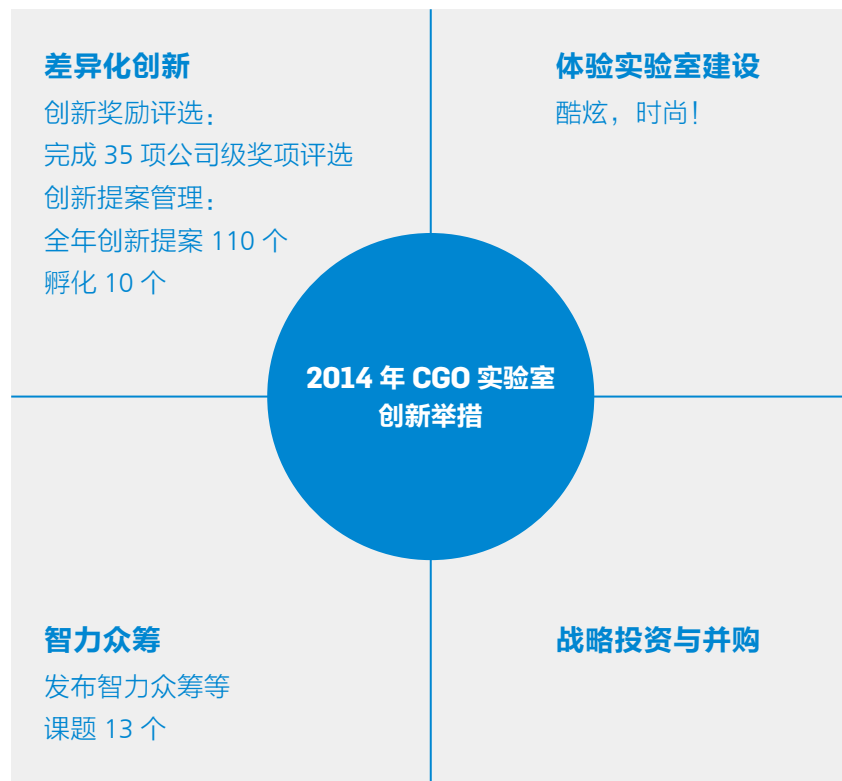 差异化创新
创新奖励评选：
完成 35 项公司级奖项评选
创新提案管理：
全年创新提案 110 个
孵化 10 个
体验实验室建设
酷炫，时尚！
2014 年 CGO 实验室
创新举措
智力众筹
发布智力众筹等
课题 13 个
战略投资与并购